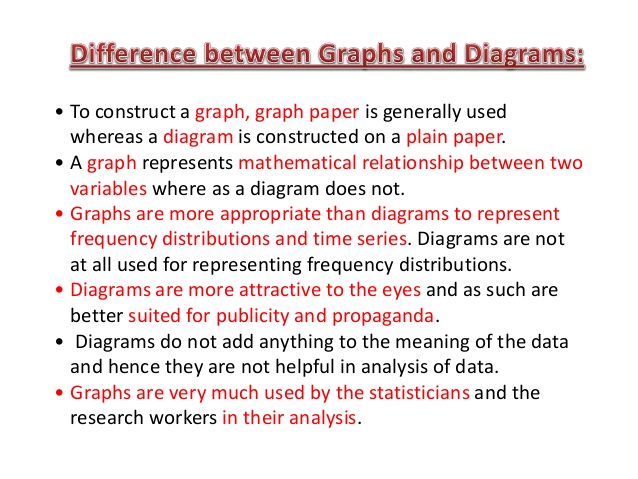 Difference between Graphs and Diagrams:
• To construct a graph, graph paper is generally used
whereas a diagram is constructed on a plain paper.
• A graph represents mathematical relationship between two
variables where as a diagram does not.
• Graphs are more appropriate than diagrams to represent
frequency distributions and time series. Diagrams are not
at all used for representing frequency distributions.
• Diagrams are more attractive to the eyes and as such are
better suited for publicity and propaganda.
• Diagrams do not add anything to the meaning of the data
and hence they are not helpful in analysis of data.
• Graphs are very much used by the statisticians and the
research workers in their analysis.